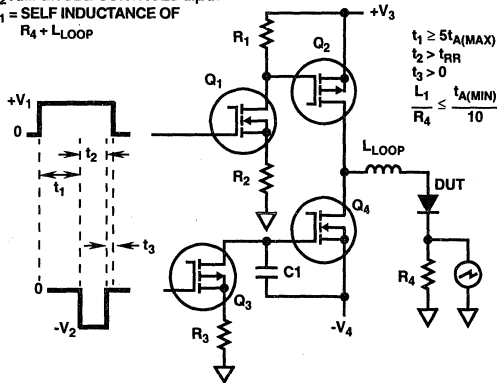 1 = SELF INDUCTANCE OF
R4 + LLOOP
+V1
0
t2
t1
t3
0
-V2
R1
Q1
R2
Q2
+V3
LLOOP
DUT
Q4
C1
Q3
R3
-V4
R4
t1 ≥ 5tA(MAX)
t2 > tRR
t3 > 0
L1/R4 ≤ tA(MIN)/10